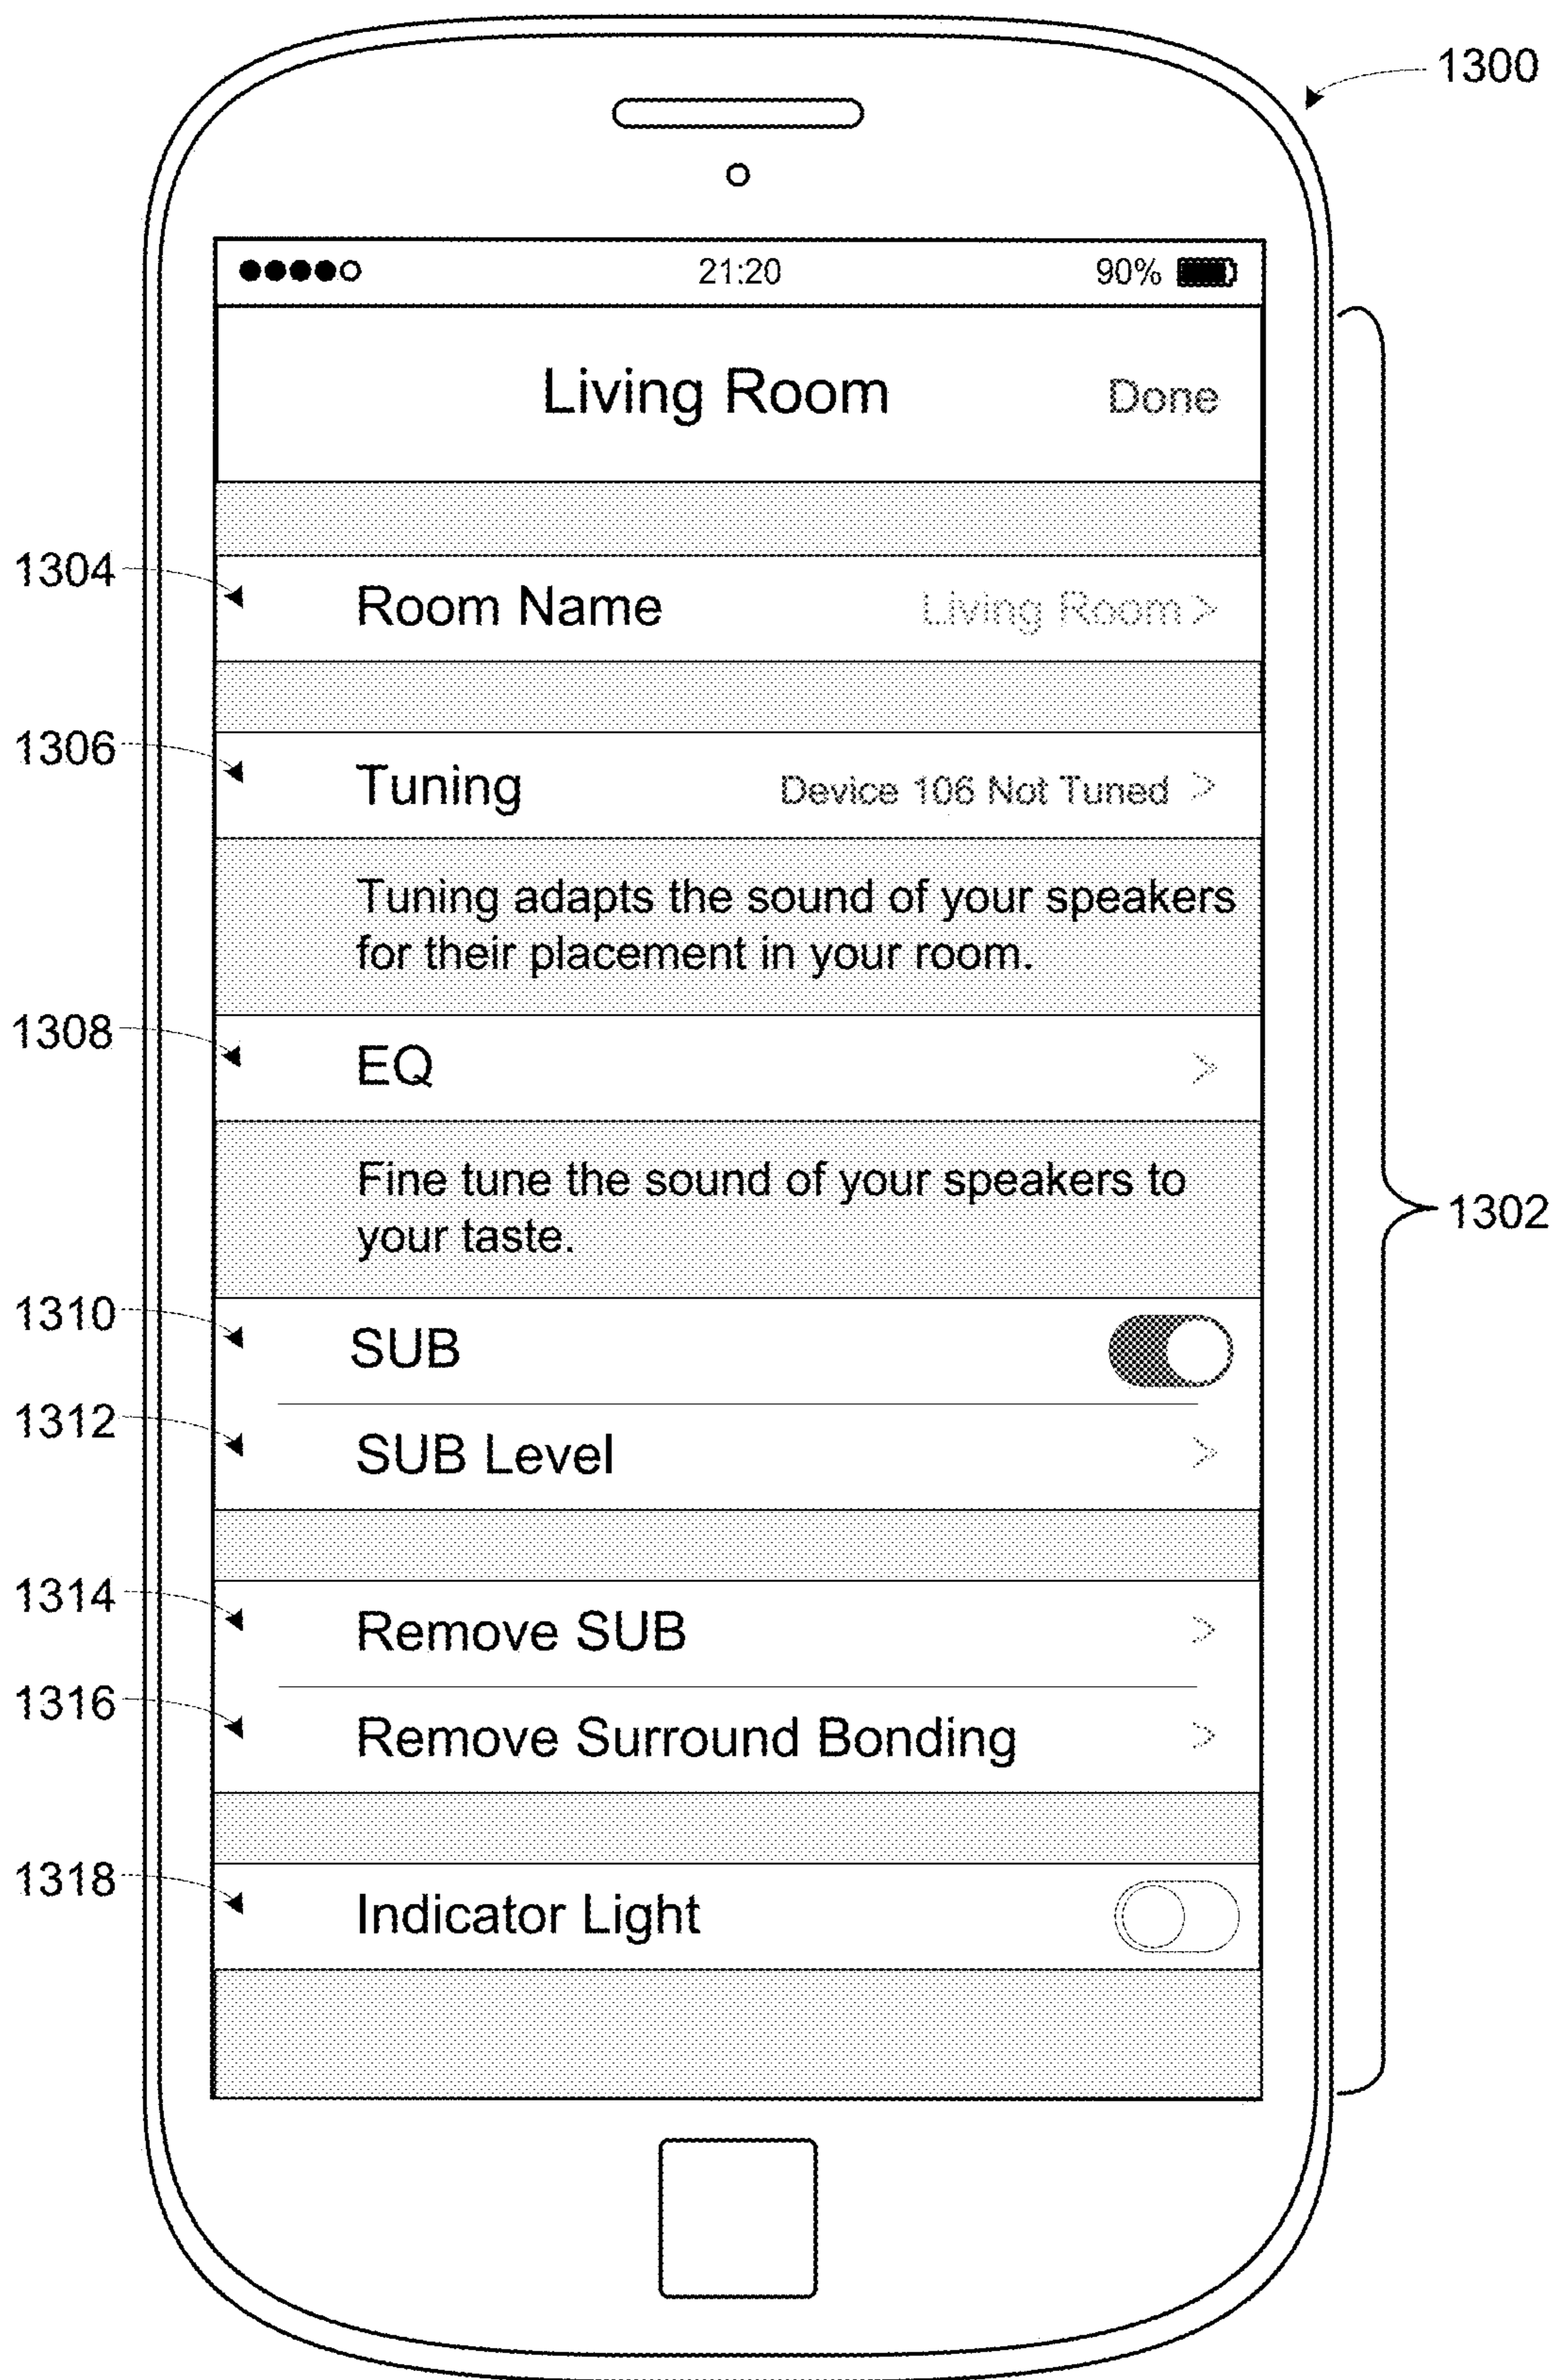 1300
21:20 90%
Living Room Done
1304 Room Name Living Room >
1306 Tuning Device 106 Not Tuned >
Tuning adapts the sound of your speakers
for their placement in your room.
1308 EQ >
Fine tune the sound of your speakers to
your taste.
1302
1310 SUB
1312 SUB Level >
1314 Remove SUB >
1316 Remove Surround Bonding >
1318 Indicator Light